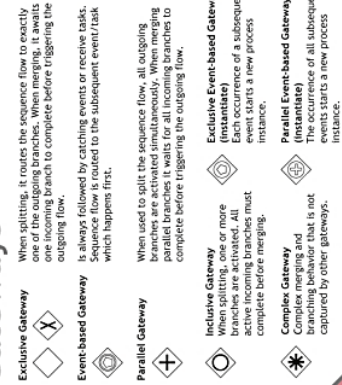 Exclusive Gateway
When splitting, it routes the sequence flow to exactly
one of the outgoing branches. When merging, it awaits
one incoming branch to complete before triggering the
outgoing flow.
Event-based Gateway
Is always followed by catching events or receive tasks.
Sequence flow is routed to the subsequent event/task
which happens first.
Parallel Gateway
When used to split the sequence flow, all outgoing
branches are activated simultaneously. When merging
parallel branches it waits for all incoming branches to
complete before triggering the outgoing flow.
Inclusive Gateway
When splitting, one or more
branches are activated. All
active incoming branches must
complete before merging.
Complex Gateway
Complex merging and
branching behavior that is not
captured by other gateways.
Exclusive Event-based Gatew
(instantiate)
Each occurrence of a subseque
event starts a new process
instance.
Parallel Event-based Gateway
(instantiate)
The occurrence of all subseque
events starts a new process
instance.